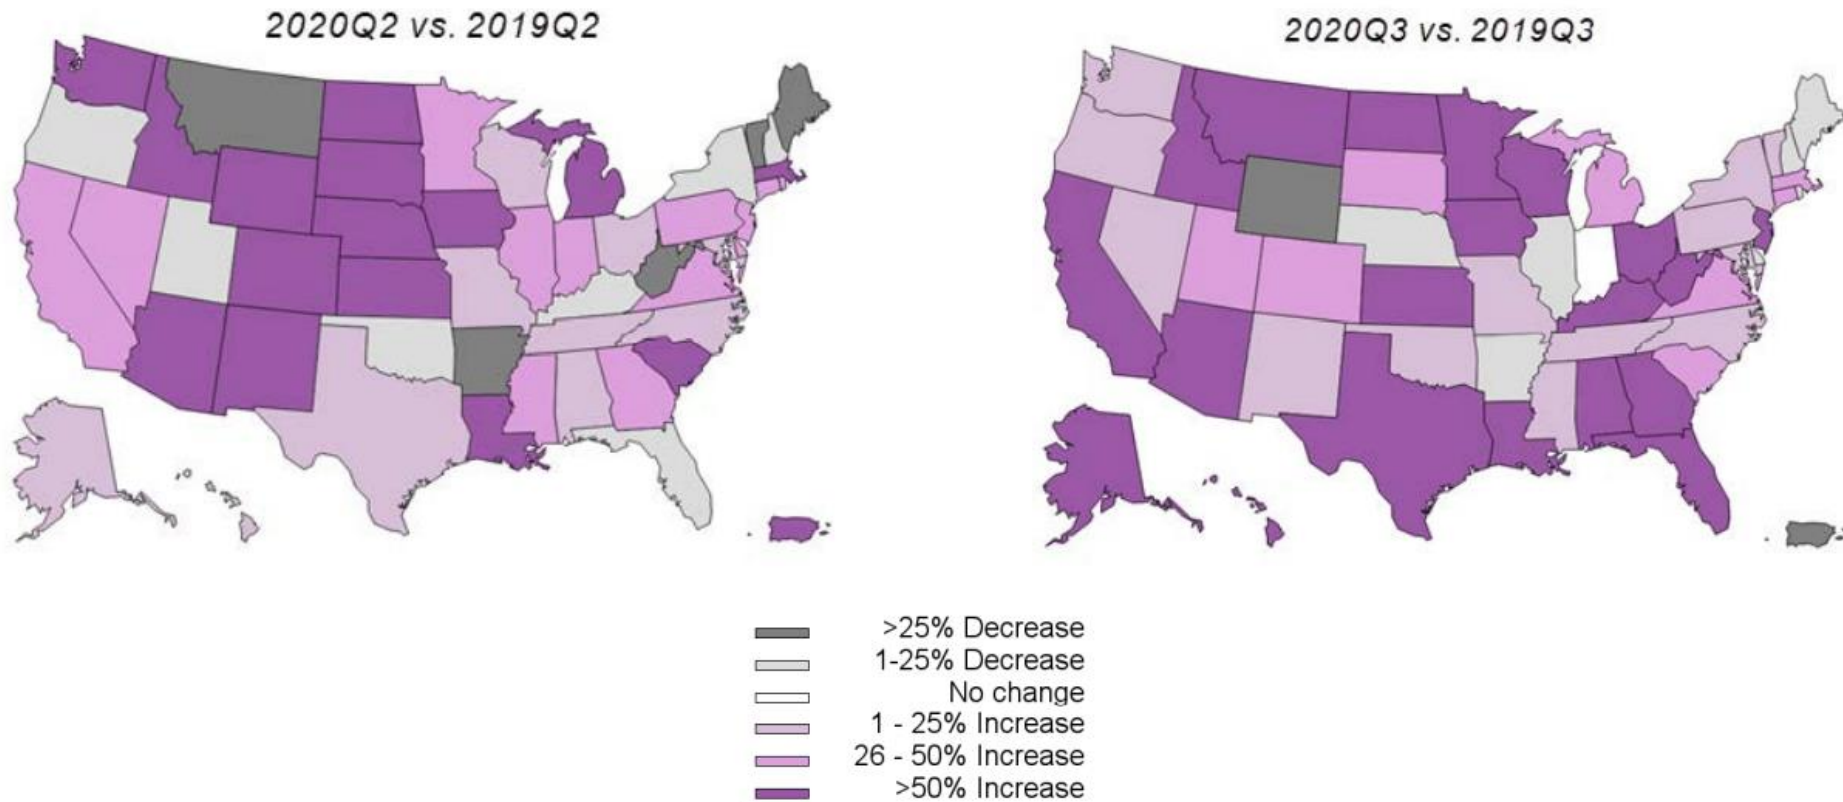 2020Q2 vs. 2019Q2
2020Q3 vs. 2019Q3
>25% Decrease
1-25% Decrease
No change
1 - 25% Increase
26 - 50% Increase
>50% Increase